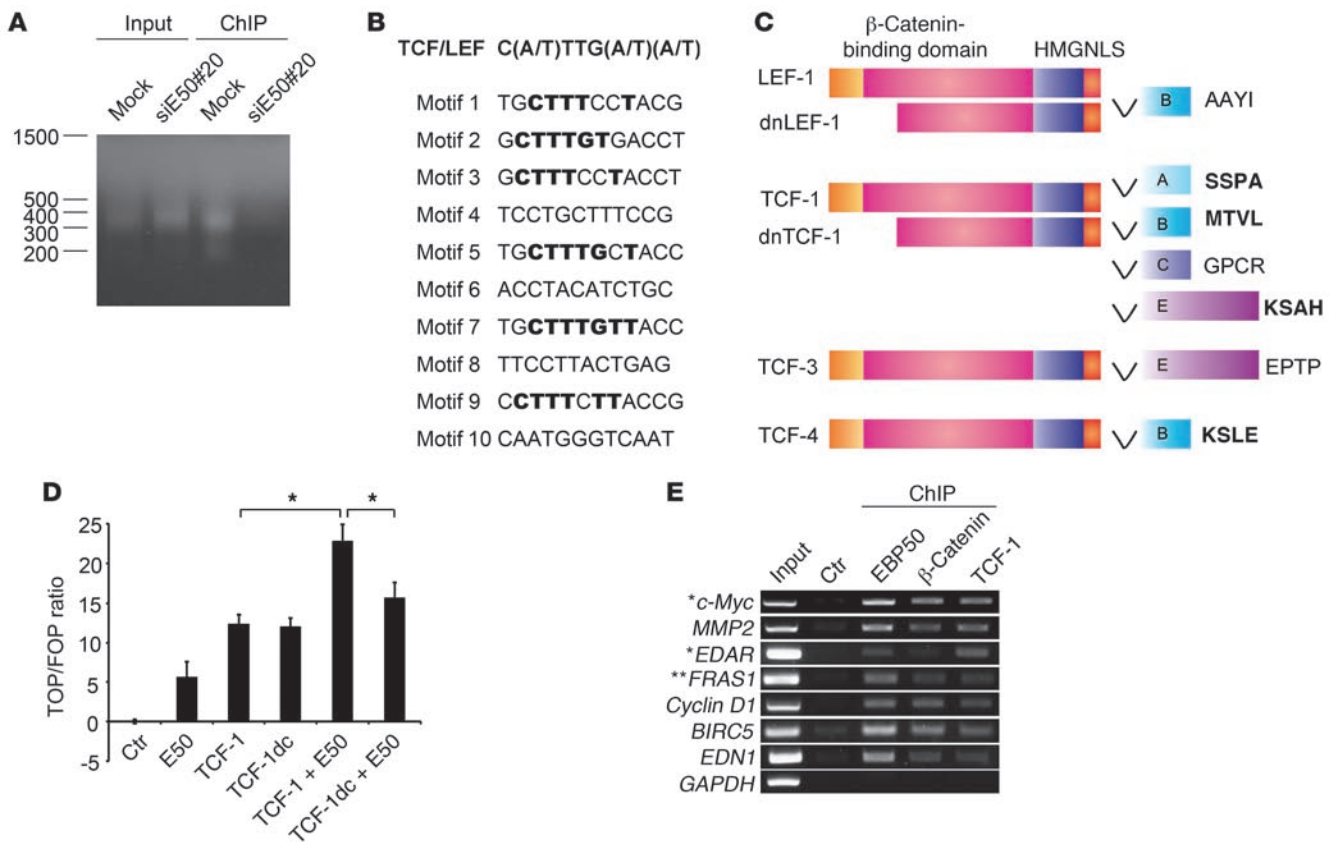 A
Input ChIP
Mock siE50#20 Mock siE50#20
1500
500
400
300
200
B
TCF/LEF C(A/T)TTG(A/T)(A/T)
Motif 1 TGCTTTCCTACG
Motif 2 GCTTTGTGACCT
Motif 3 GCTTTCCTACCT
Motif 4 TCCTGCTTTCCG
Motif 5 TGCTTTGCTACC
Motif 6 ACCTACATCTGC
Motif 7 TGCTTTGTTACC
Motif 8 TTCCTTACTGAG
Motif 9 CCTTTCTTACCG
Motif 10 CAATGGGTCAAT
C
β-Catenin-
binding domain HMGNLS
LEF-1
dnLEF-1
B AAYI
TCF-1
dnTCF-1
A SSPA
B MTVL
C GPCR
E KSAH
TCF-3 E EPTP
TCF-4 B KSLE
D
* *
TOP/FOP ratio
25
20
15
10
5
0
-5
Ctr E50 TCF-1 TCF-1dc TCF-1 + E50 TCF-1dc + E50
E
ChIP
Input Ctr EBP50 β-Catenin TCF-1
*c-Myc
MMP2
*EDAR
**FRAS1
Cyclin D1
BIRC5
EDN1
GAPDH